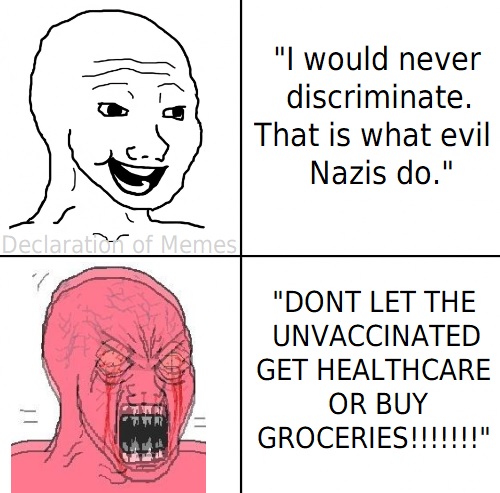 "I would never
discriminate.
That is what evil
Nazis do."
Declaration of Memes
"DONT LET THE
UNVACCINATED
GET HEALTHCARE
OR BUY
GROCERIES!!!!!!!"